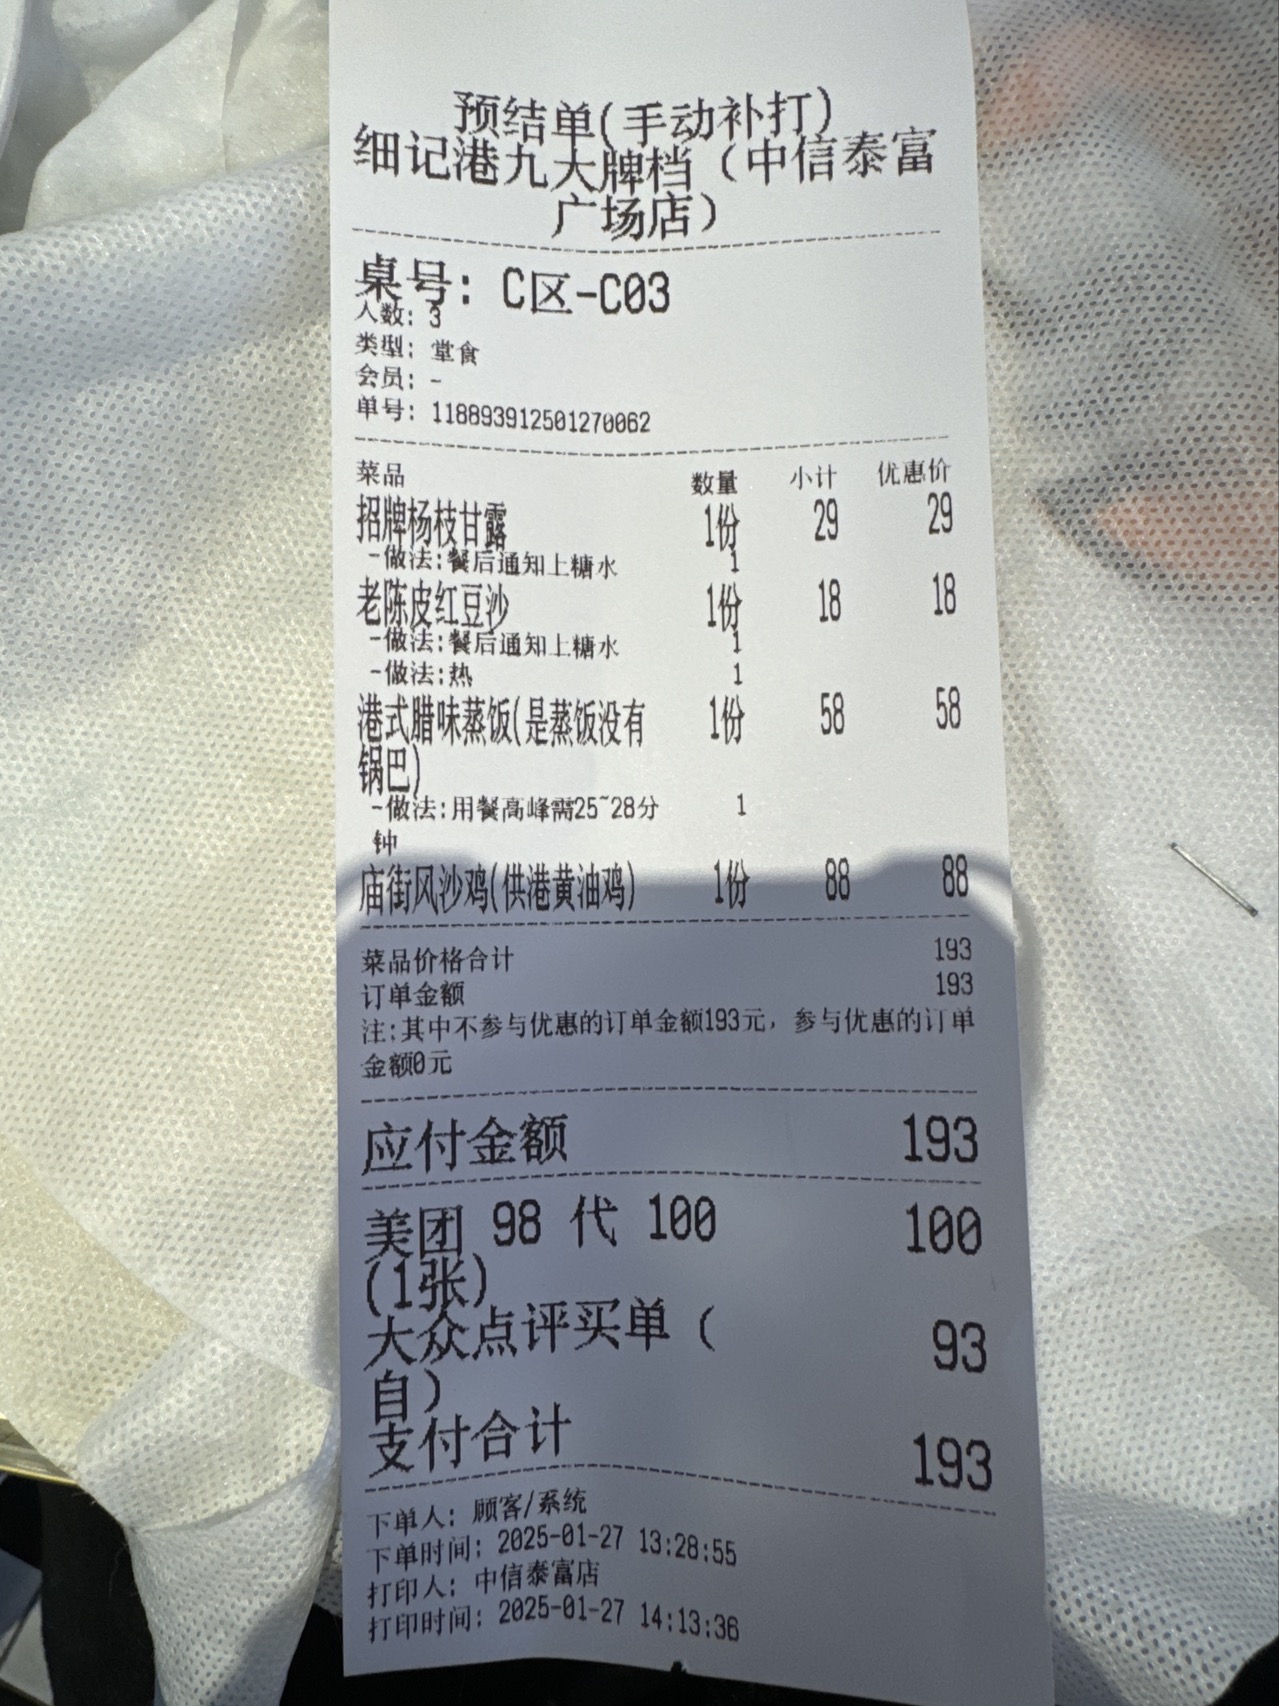 预结单(手动补打)
细记港九大牌档（中信泰富
广场店）
桌号: C区-C03
人数: 3
类型: 堂食
会员: -
单号: 118893912501270062
菜品 数量 小计 优惠价
招牌杨枝甘露 1份 29 29
-做法:餐后通知上糖水 1
老陈皮红豆沙 1份 18 18
-做法:餐后通知上糖水 1
-做法:热 1
港式腊味蒸饭(是蒸饭没有 1份 58 58
锅巴)
-做法:用餐高峰需25~28分 1
钟
庙街风沙鸡(供港黄油鸡) 1份 88 88
菜品价格合计 193
订单金额 193
注:其中不参与优惠的订单金额193元，参与优惠的订单
金额0元
应付金额 193
美团 98 代 100 100
(1张)
大众点评买单（ 93
自）
支付合计 193
下单人: 顾客/系统
下单时间: 2025-01-27 13:28:55
打印人: 中信泰富店
打印时间: 2025-01-27 14:13:36